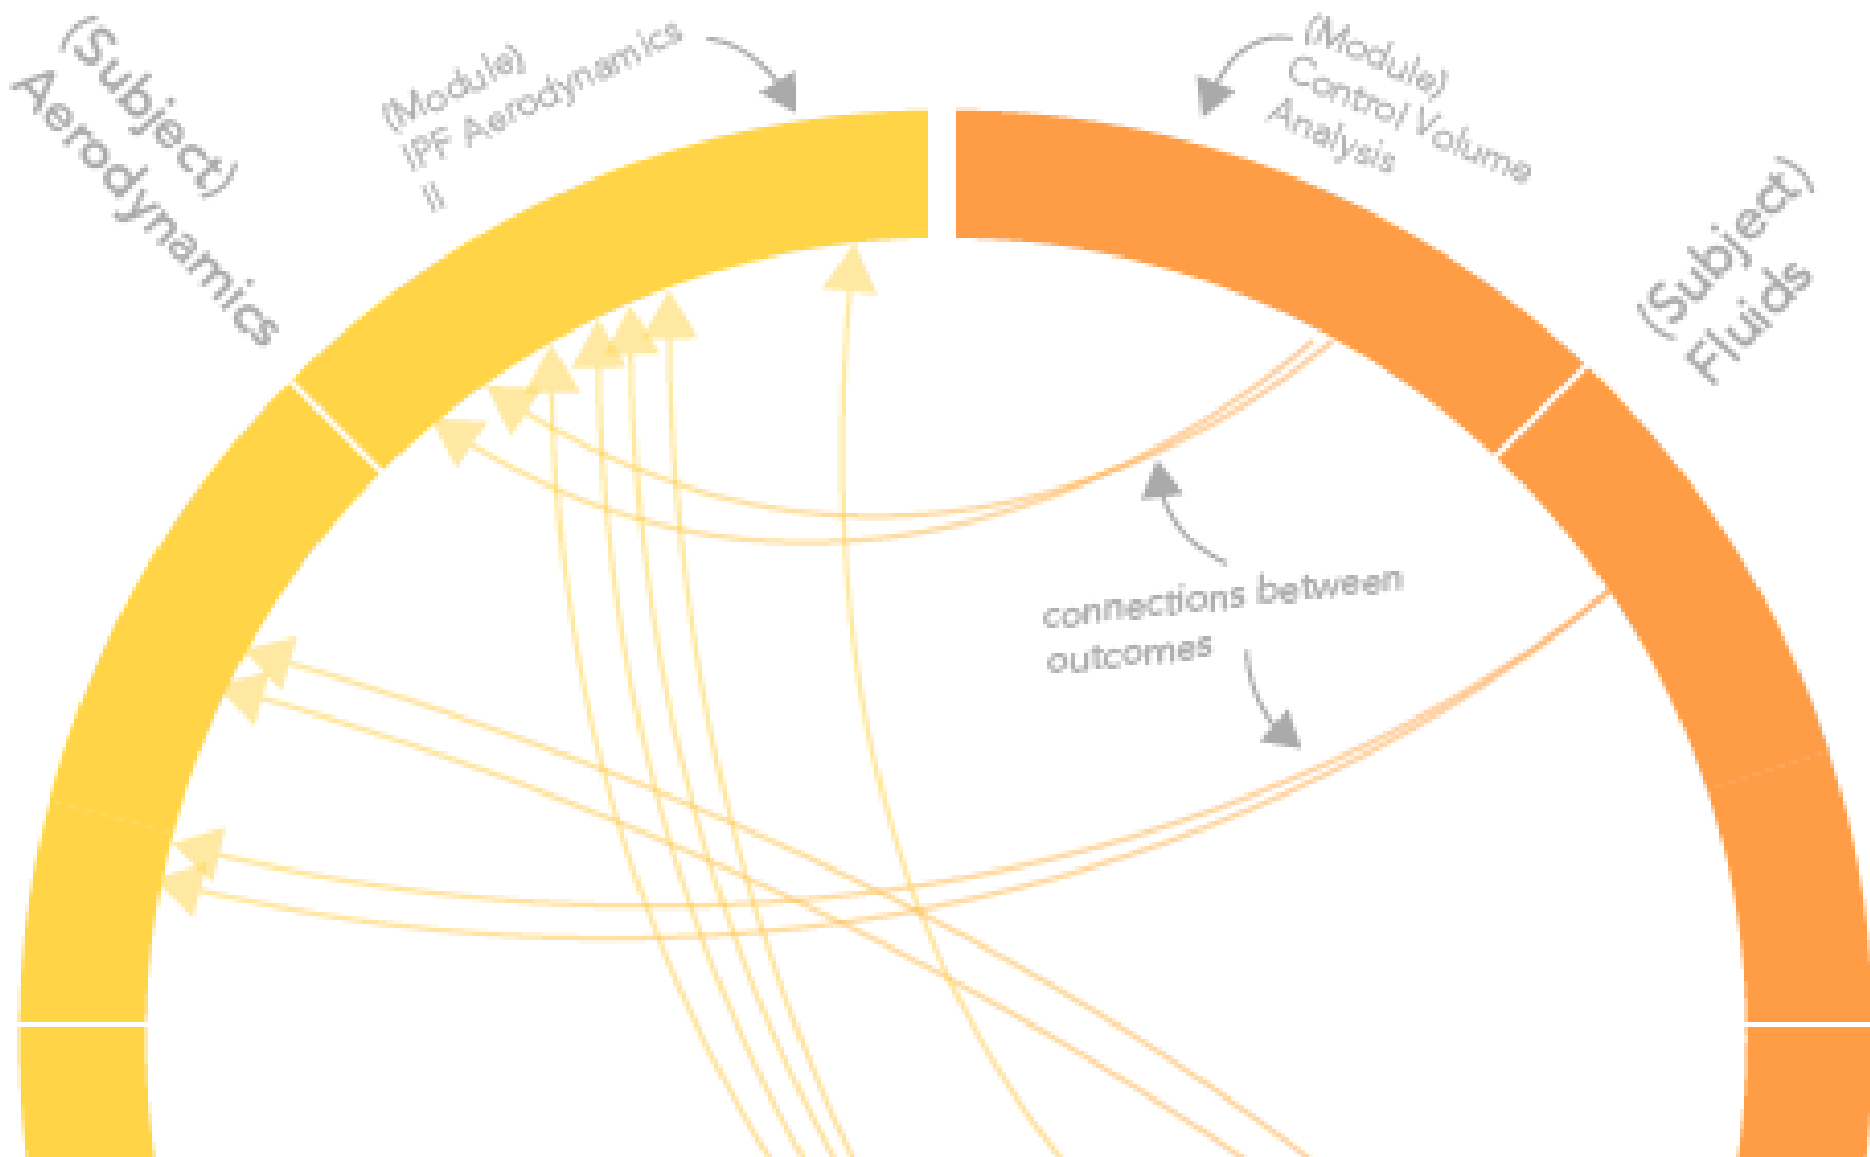 (Subject)
Aerodynamics
(Module)
IPF Aerodynamics
II
(Module)
Control Volume
Analysis
(Subject)
Fluids
connections between
outcomes